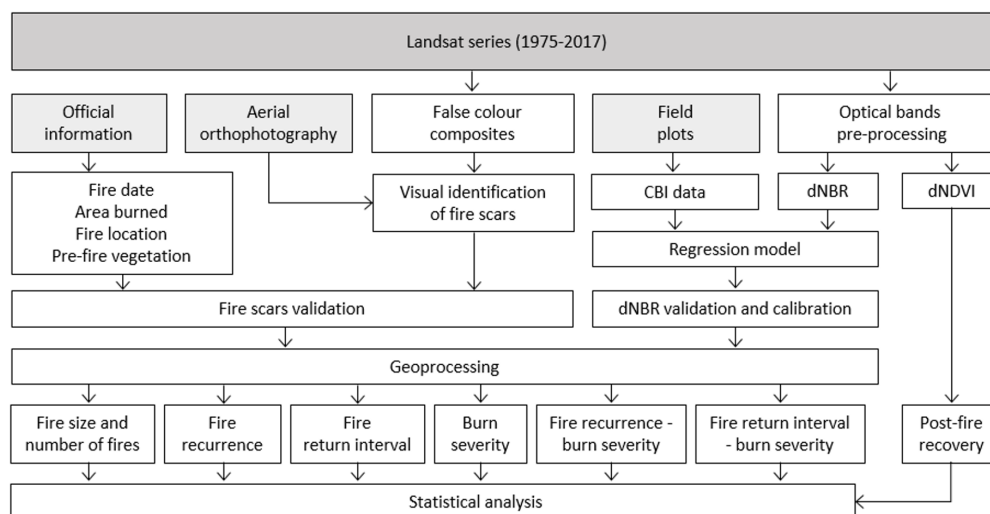 Landsat series (1975-2017)
Official
information
Aerial
orthophotography
False colour
composites
Field
plots
Optical bands
pre-processing
Fire date
Area burned
Fire location
Pre-fire vegetation
Visual identification
of fire scars
CBI data
dNBR
dNDVI
Regression model
Fire scars validation
dNBR validation and calibration
Geoprocessing
Fire size and
number of fires
Fire
recurrence
Fire
return interval
Burn
severity
Fire recurrence -
burn severity
Fire return interval
- burn severity
Post-fire
recovery
Statistical analysis